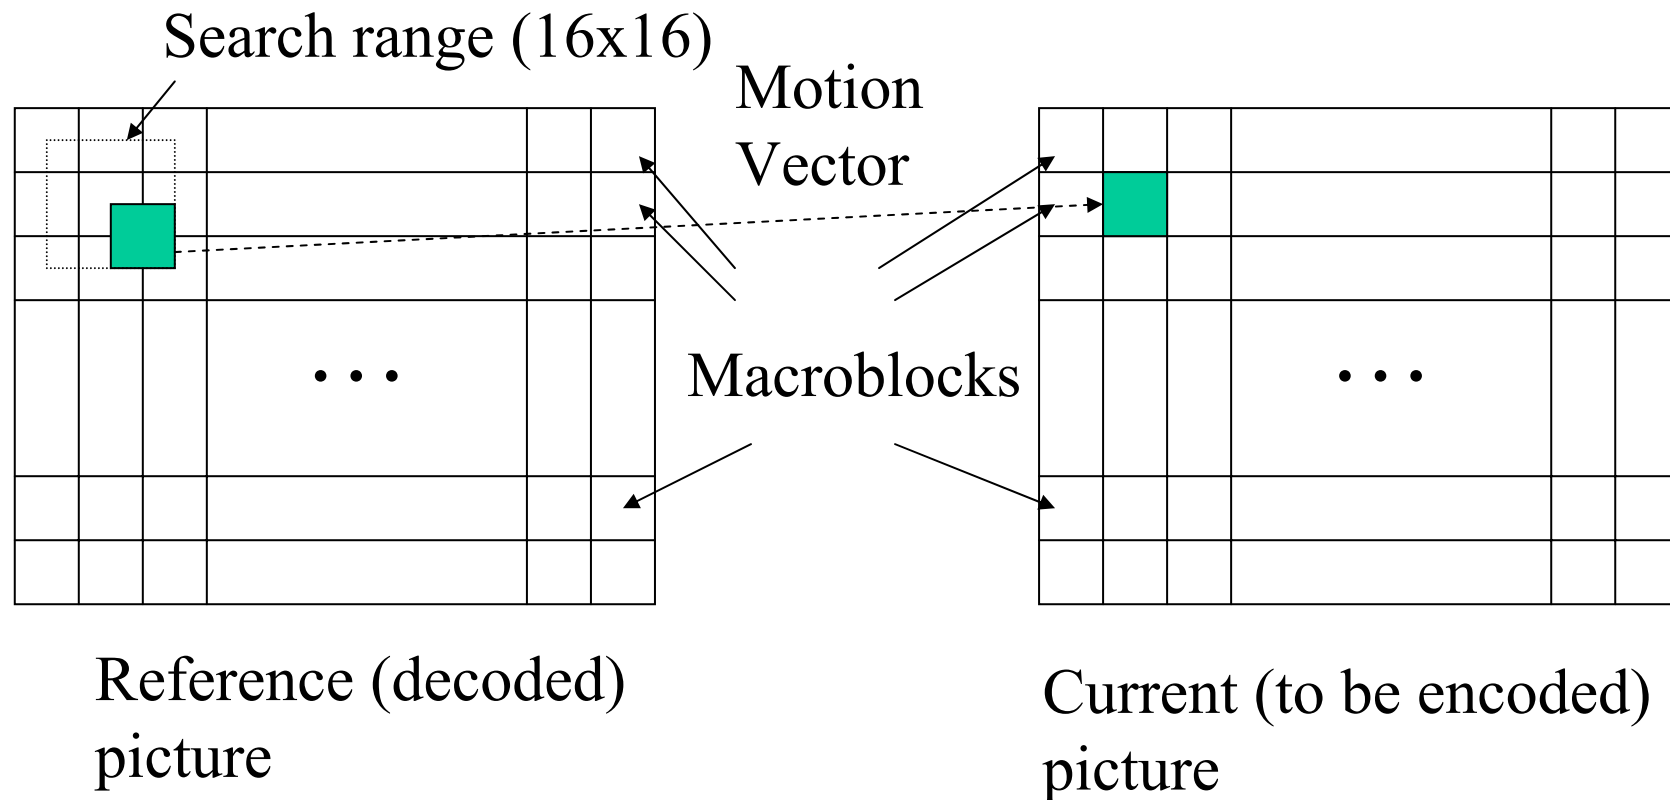 Search range (16x16)
Motion
Vector
• • •
Macroblocks
• • •
Reference (decoded)
picture
Current (to be encoded)
picture